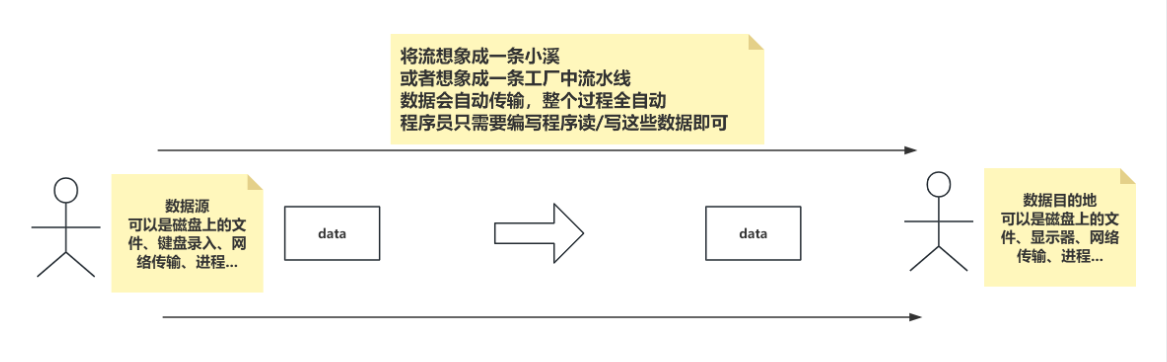 将流想象成一条小溪
或者想象成一条工厂中流水线
数据会自动传输，整个过程全自动
程序员只需要编写程序读/写这些数据即可
数据源
可以是磁盘上的文
件、键盘录入、网
络传输、进程...
data
data
数据目的地
可以是磁盘上的文
件、显示器、网络
传输、进程...